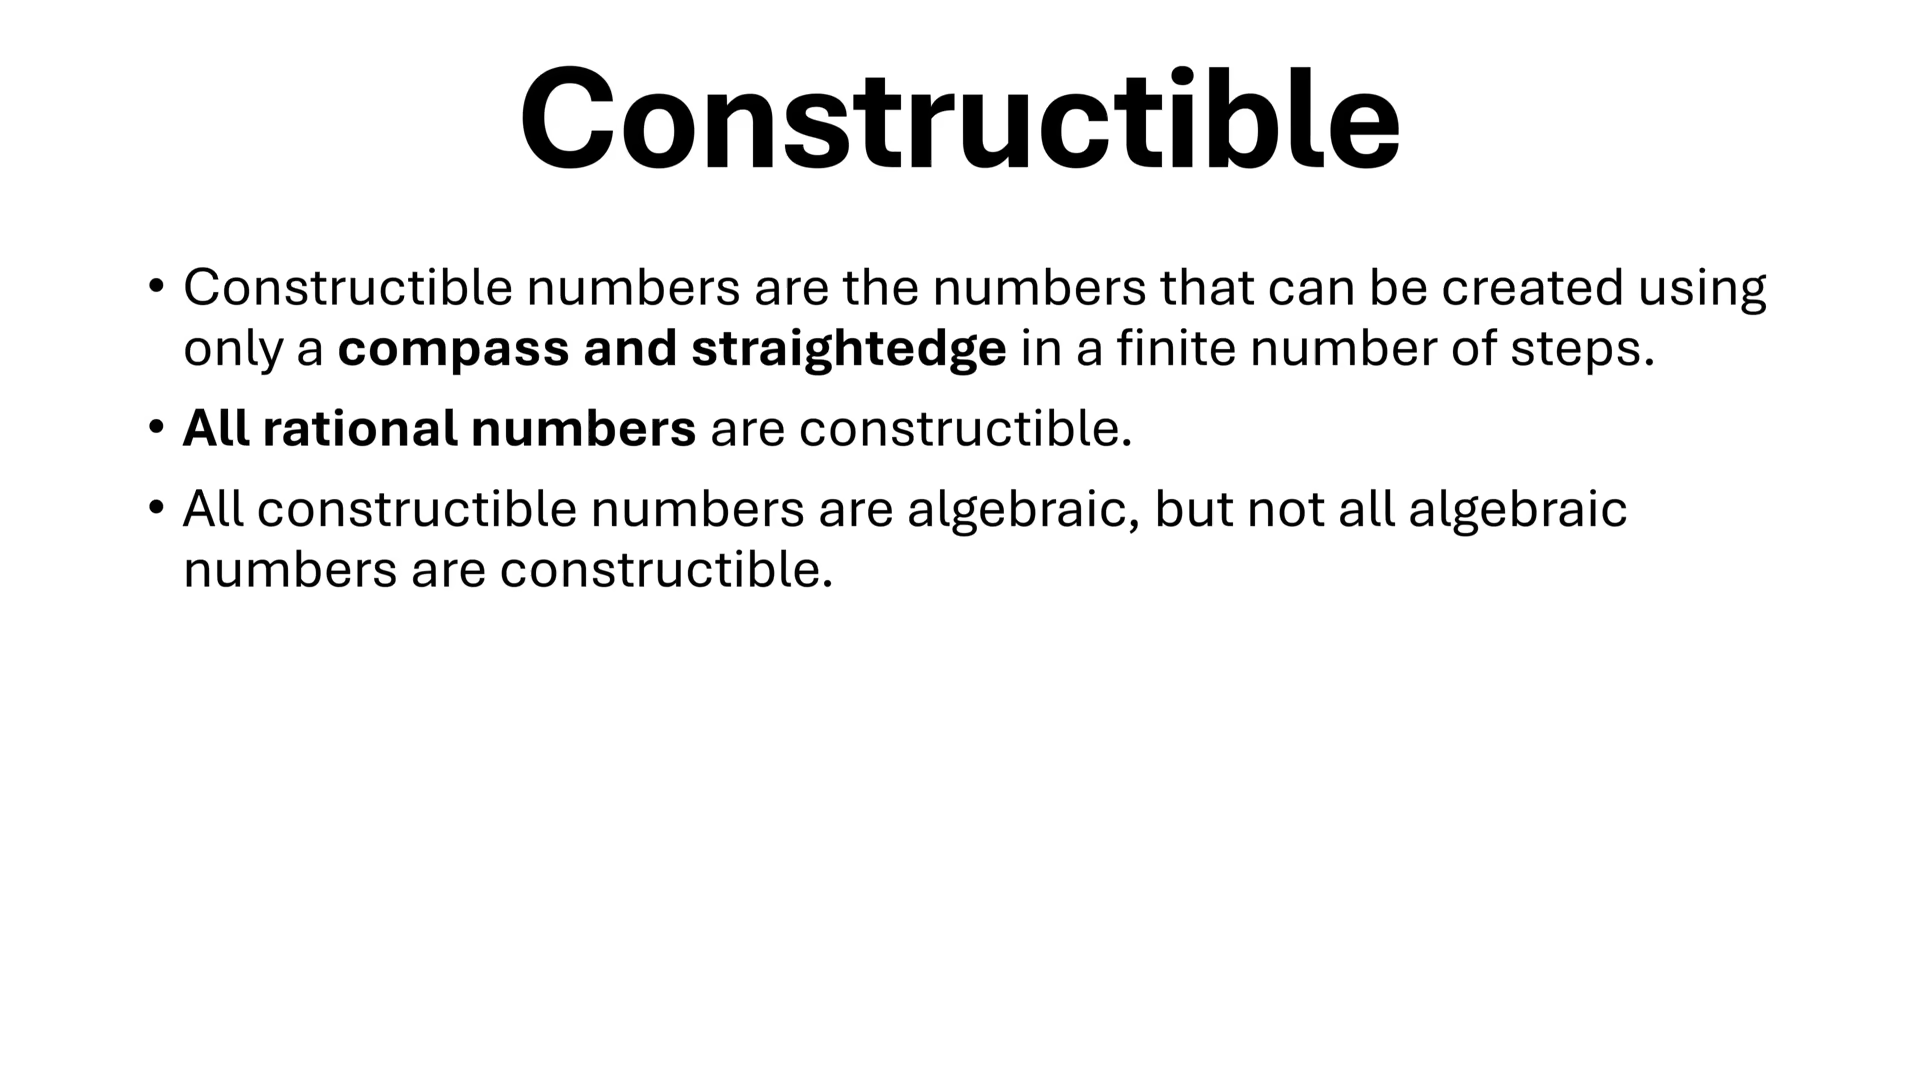 Constructible
• Constructible numbers are the numbers that can be created using
only a compass and straightedge in a finite number of steps.
• All rational numbers are constructible.
• All constructible numbers are algebraic, but not all algebraic
numbers are constructible.